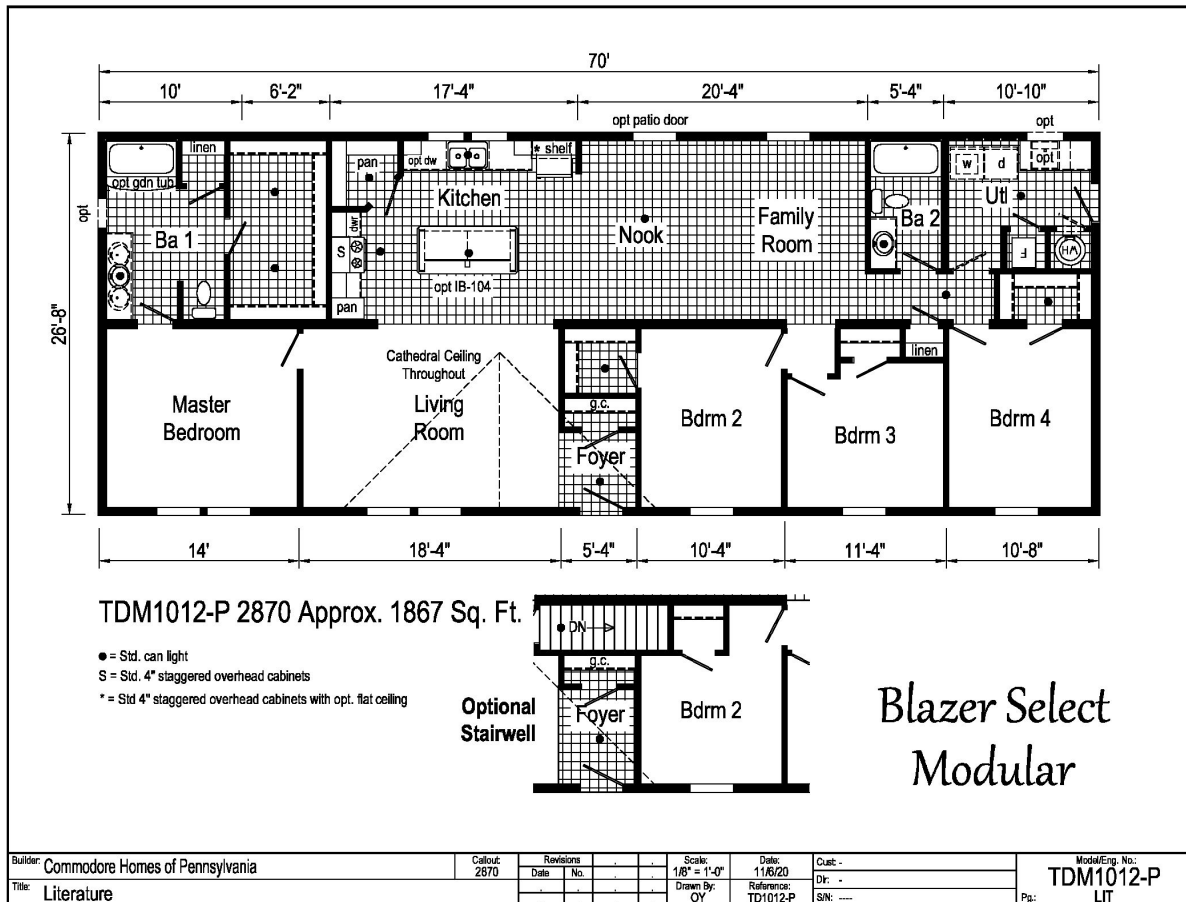 70'
10' 6'-2" 17'-4" 20'-4" 5'-4" 10'-10"
opt patio door
opt
linen
opt dw
* shelf
pan
w d
opt
opt gdn tub
Kitchen
Utl
opt
Ba 1
dwr
Nook
Family
Room
Ba 2
S
F
WH
opt IB-104
pan
26'-8"
Cathedral Ceiling
Throughout
linen
Master
Bedroom
Living
Room
g.c.
Foyer
Bdrm 2
Bdrm 3
Bdrm 4
14' 18'-4" 5'-4" 10'-4" 11'-4" 10'-8"
TDM1012-P 2870 Approx. 1867 Sq. Ft.
● = Std. can light
S = Std. 4" staggered overhead cabinets
* = Std 4" staggered overhead cabinets with opt. flat ceiling
DN
g.c.
Optional
Stairwell
Foyer
Bdrm 2
Blazer Select
Modular
Builder: Commodore Homes of Pennsylvania
Title: Literature
Callout:
2870
Revisions
Date No.
Scale:
1/8" = 1'-0"
Drawn By:
OY
Date:
11/6/20
Reference:
TD1012-P
Cust: -
Dlr: -
S/N: ----
Model/Eng. No.:
TDM1012-P
Pg.: LIT